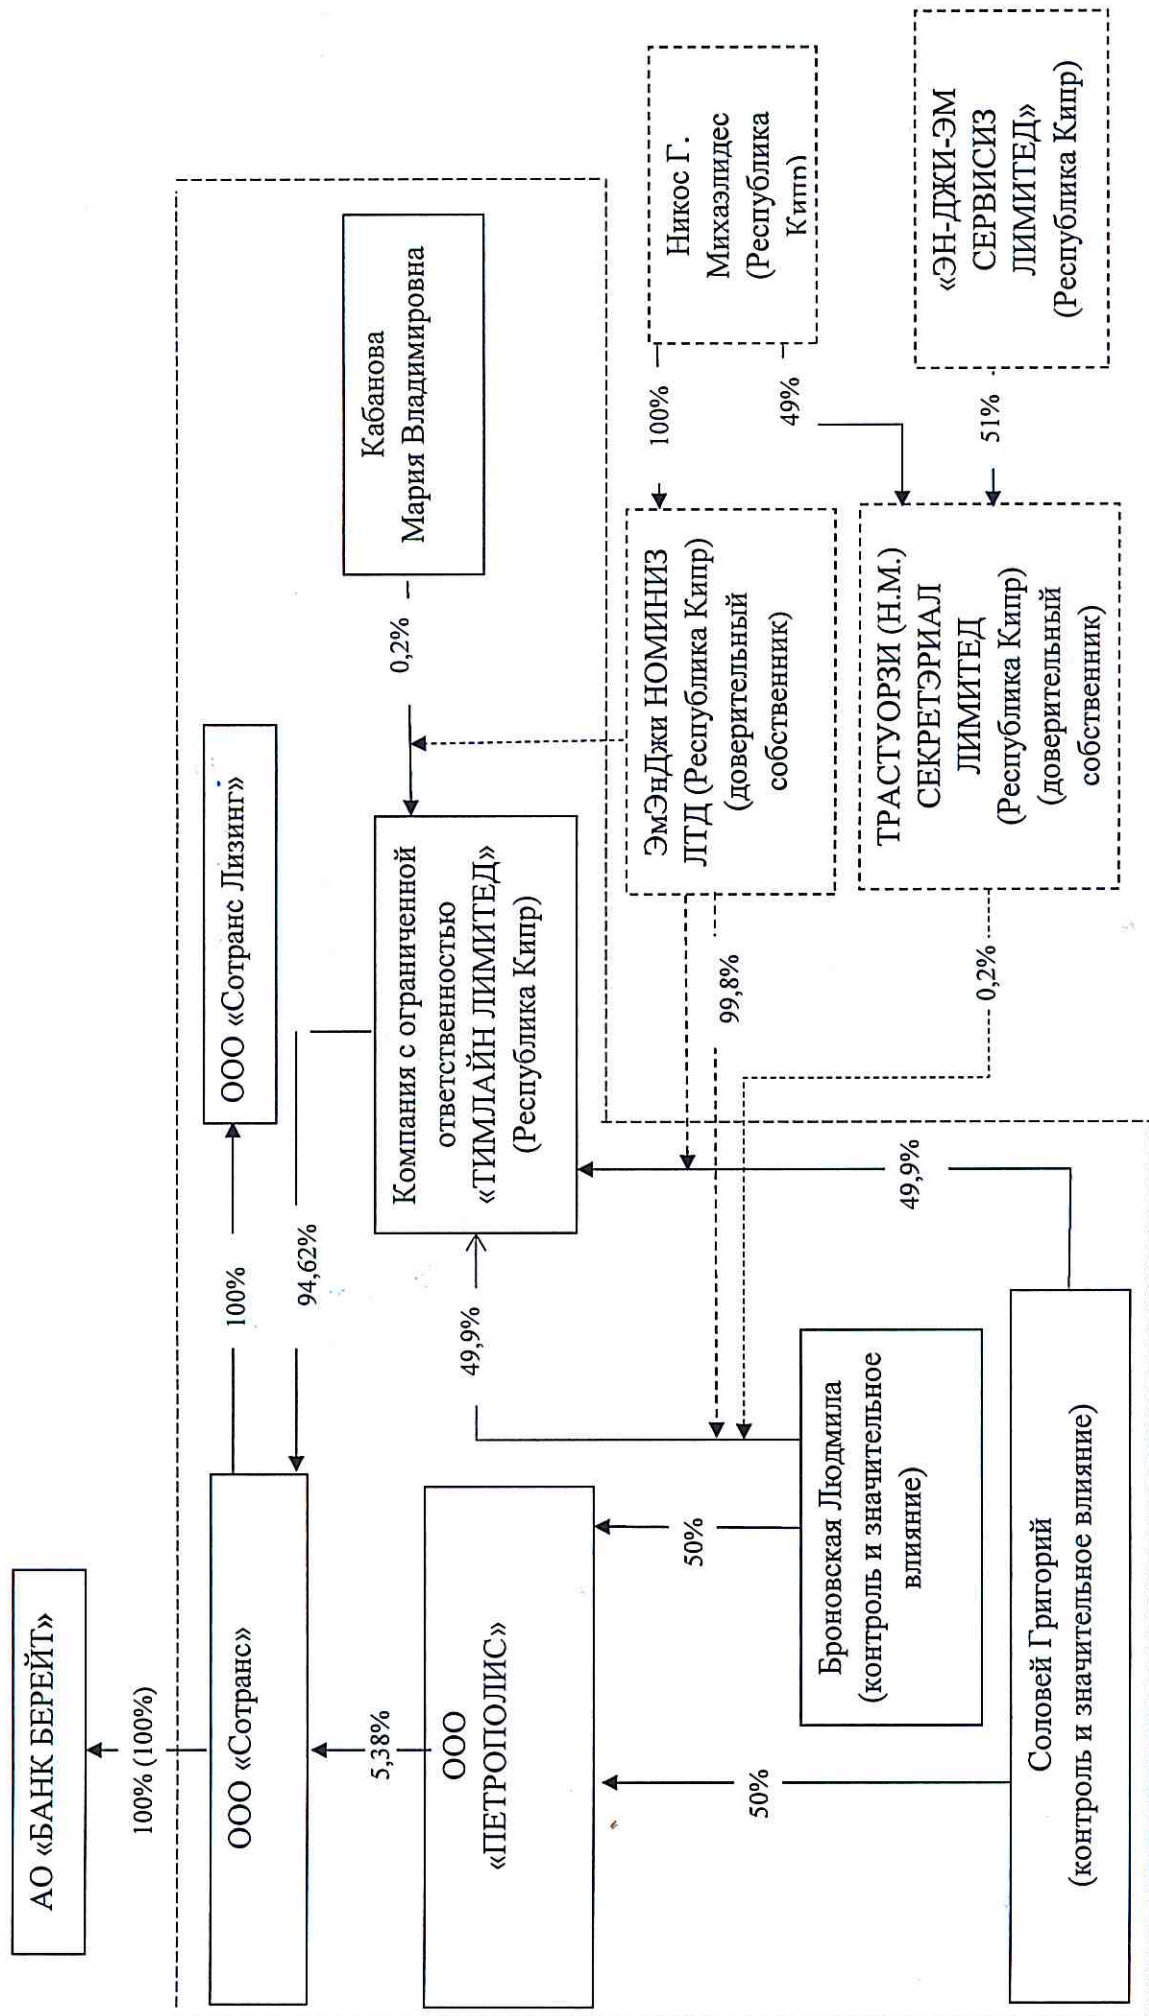 АО «БАНК БЕРЕЙТ»
100% (100%)
ООО «Сотранс»
100%
ООО «Сотранс Лизинг»
94,62%
5,38%
ООО
«ПЕТРОПОЛИС»
49,9%
Компания с ограниченной
ответственностью
«ТИМЛАЙН ЛИМИТЕД»
(Республика Кипр)
0,2%
Кабанова
Мария Владимировна
50%
50%
Броновская Людмила
(контроль и значительное
влияние)
Соловей Григорий
(контроль и значительное влияние)
49,9%
99,8%
0,2%
ЭмЭнДжи НОМИНИЗ
ЛТД (Республика Кипр)
(доверительный
собственник)
100%
49%
Никос Г.
Михаэлидес
(Республика
Кипр)
ТРАСТУОРЗИ (Н.М.)
СЕКРЕТЭРИАЛ
ЛИМИТЕД
(Республика Кипр)
(доверительный
собственник)
51%
«ЭН-ДЖИ-ЭМ
СЕРВИСИЗ
ЛИМИТЕД»
(Республика Кипр)